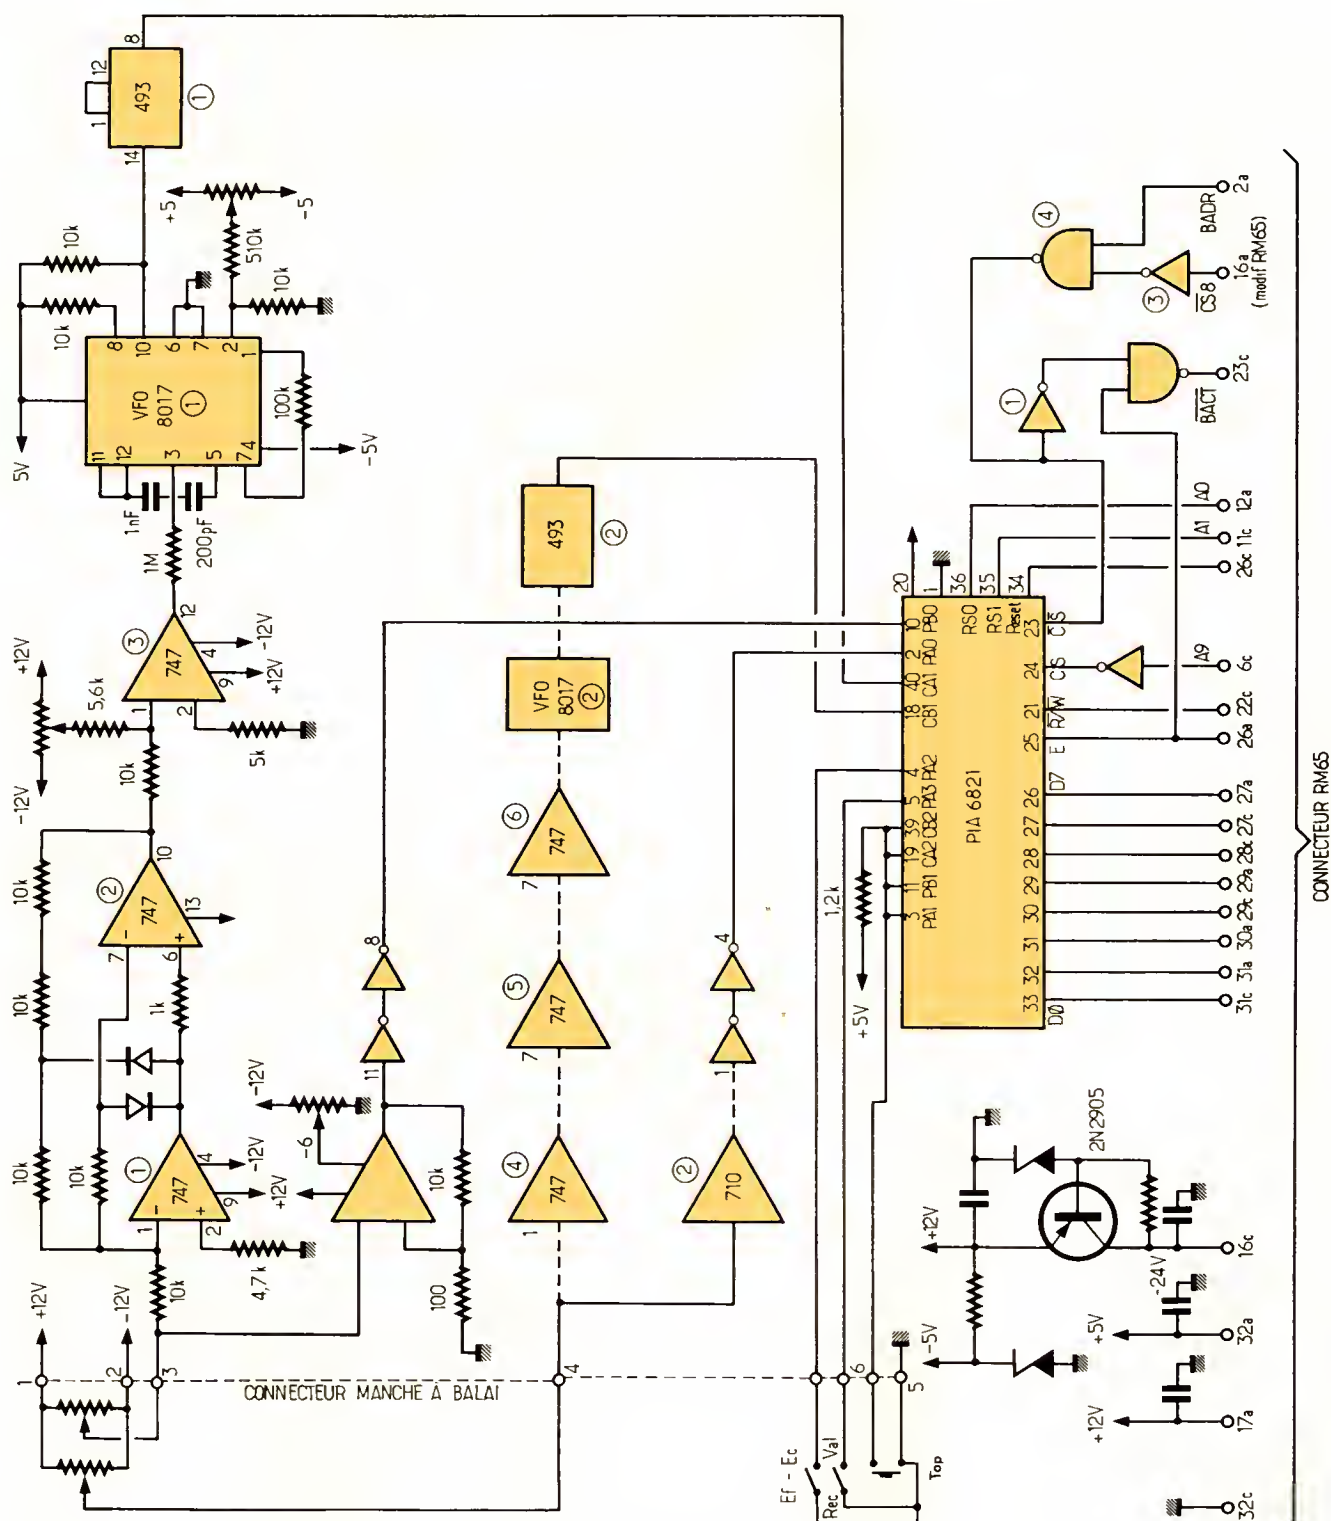 8
12
493
1
1
14
+5
-5
10k
510k
10k
10k
8
10
6
7
2
1
VFO
8017
1
100k
5V
11
12
3
5
7
4
-5V
1nF
200pF
1M
12
3
747
4
-12V
9
+12V
1
2
+12V
5,6k
-12V
10k
5k
10k
10
2
747
13
7
-
+
6
10k
1k
8
11
10k
10k
1
747
4
-12V
9
+12V
1
-
+
2
4,7k
10k
-12V
-6
10k
100
+12V
-12V
1
2
3
CONNECTEUR MANCHE À BALAI
4
6
5
493
2
VFO
8017
2
6
747
7
5
747
7
4
747
1
4
1
2
710
BADR
2a
4
3
CS8
16a
(modif RM65)
1
BACT
23c
A0
12a
A1
11c
26c
20
1
36
35
34
RS0
RS1
Reset
23
CS
24
CS
A9
6c
21
R/W
22c
25
E
26a
D7
26
27a
27
27c
28
28c
29
29a
30
29c
31
30a
32
31a
33
31c
D0
PIA 6821
10
PB0
2
PA0
40
CA1
18
CB1
4
PA2
5
PA3
39
CB2
19
CA2
11
PB1
3
PA1
1,2k
+5V
2N2905
+12V
-24V
16c
-5V
+5V
32a
+12V
17a
32c
Ef - Ec
Rec
Val
Top
CONNECTEUR RM65